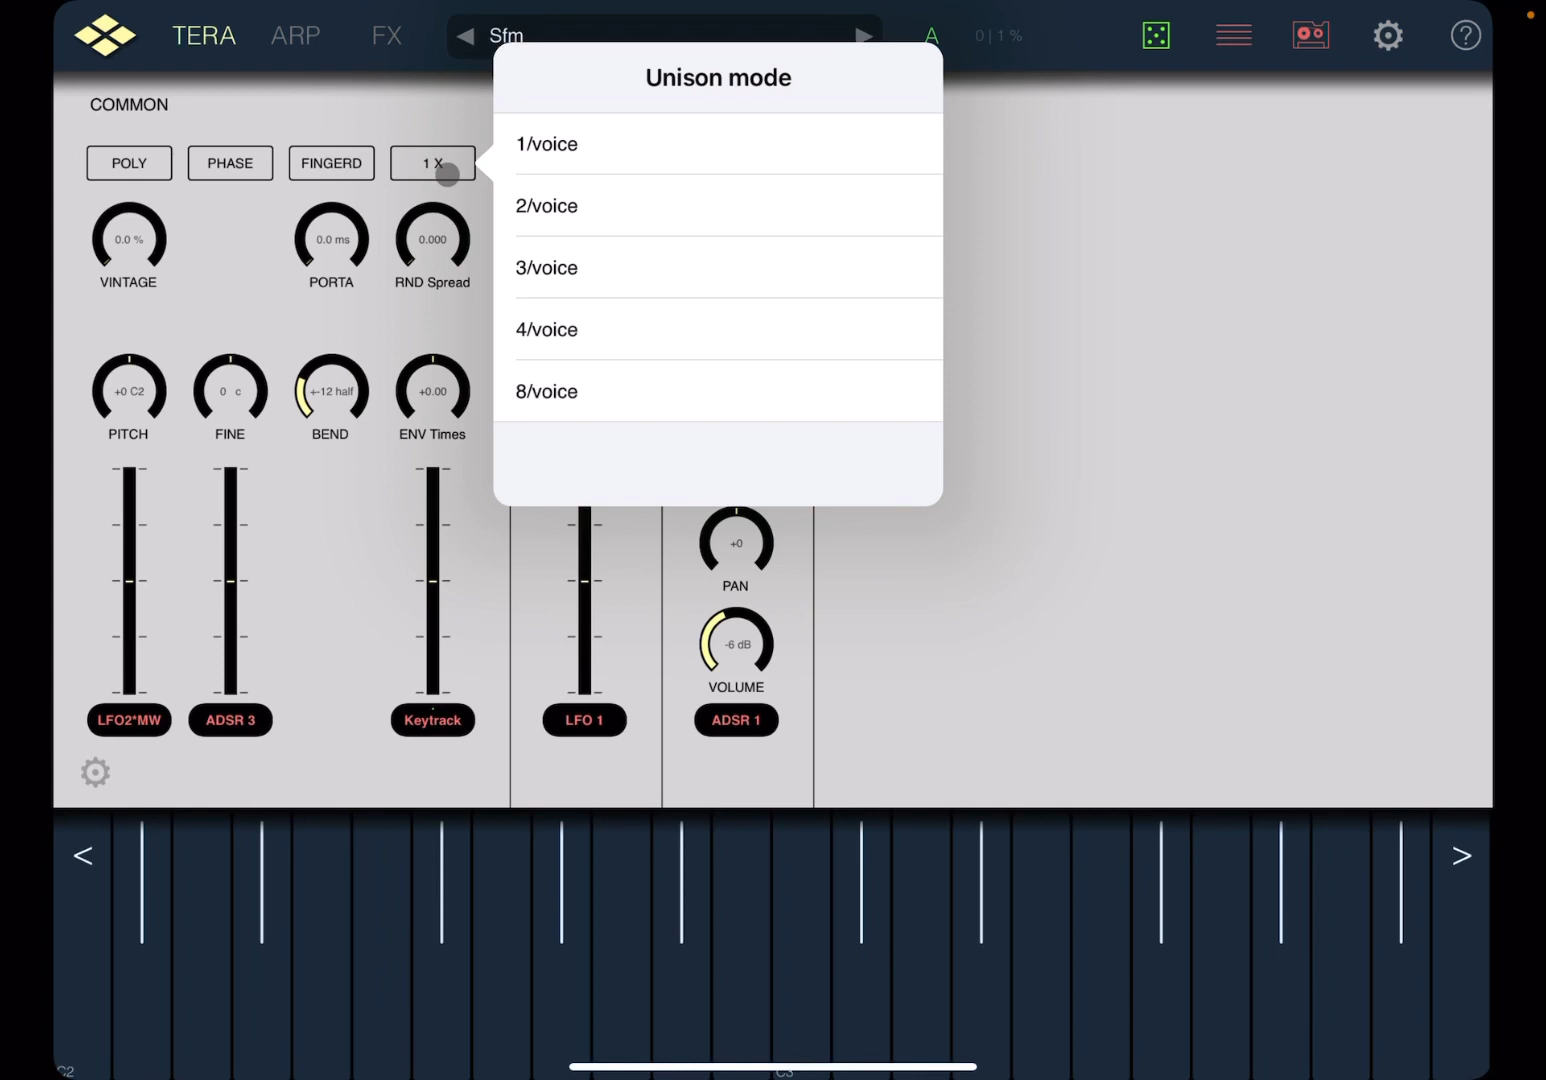 TERA ARP FX Sfm A 0 | 1 %
Unison mode
1/voice
2/voice
3/voice
4/voice
8/voice
COMMON
POLY PHASE FINGERD 1 X
0.0 % 0.0 ms 0.000
VINTAGE PORTA RND Spread
+0 C2 0 c +-12 half +0.00
PITCH FINE BEND ENV Times
+0
PAN
-6 dB
VOLUME
LFO2*MW ADSR 3 Keytrack LFO 1 ADSR 1
< >
C2 C3